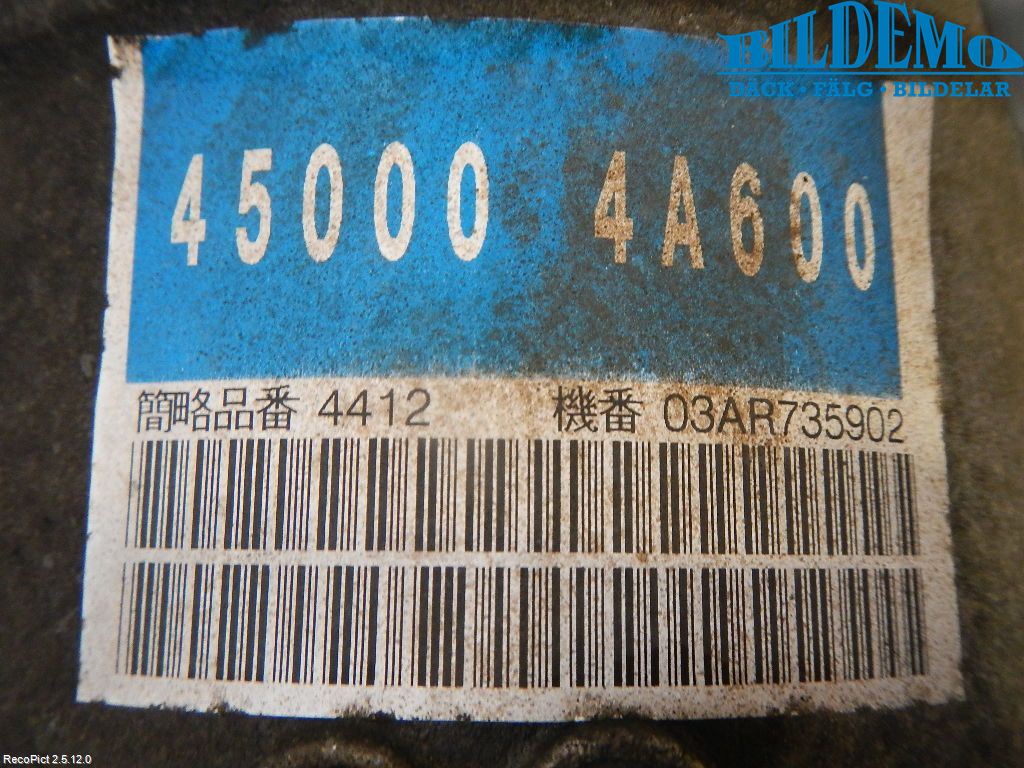 BILDEMO
DÄCK • FÄLG • BILDELAR
45000 4A600
簡略品番 4412 機番 03AR735902
RecoPict 2.5.12.0